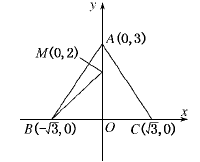 y
A(0,3)
M(0,2)
x
B(-√3,0)
O
C(√3,0)